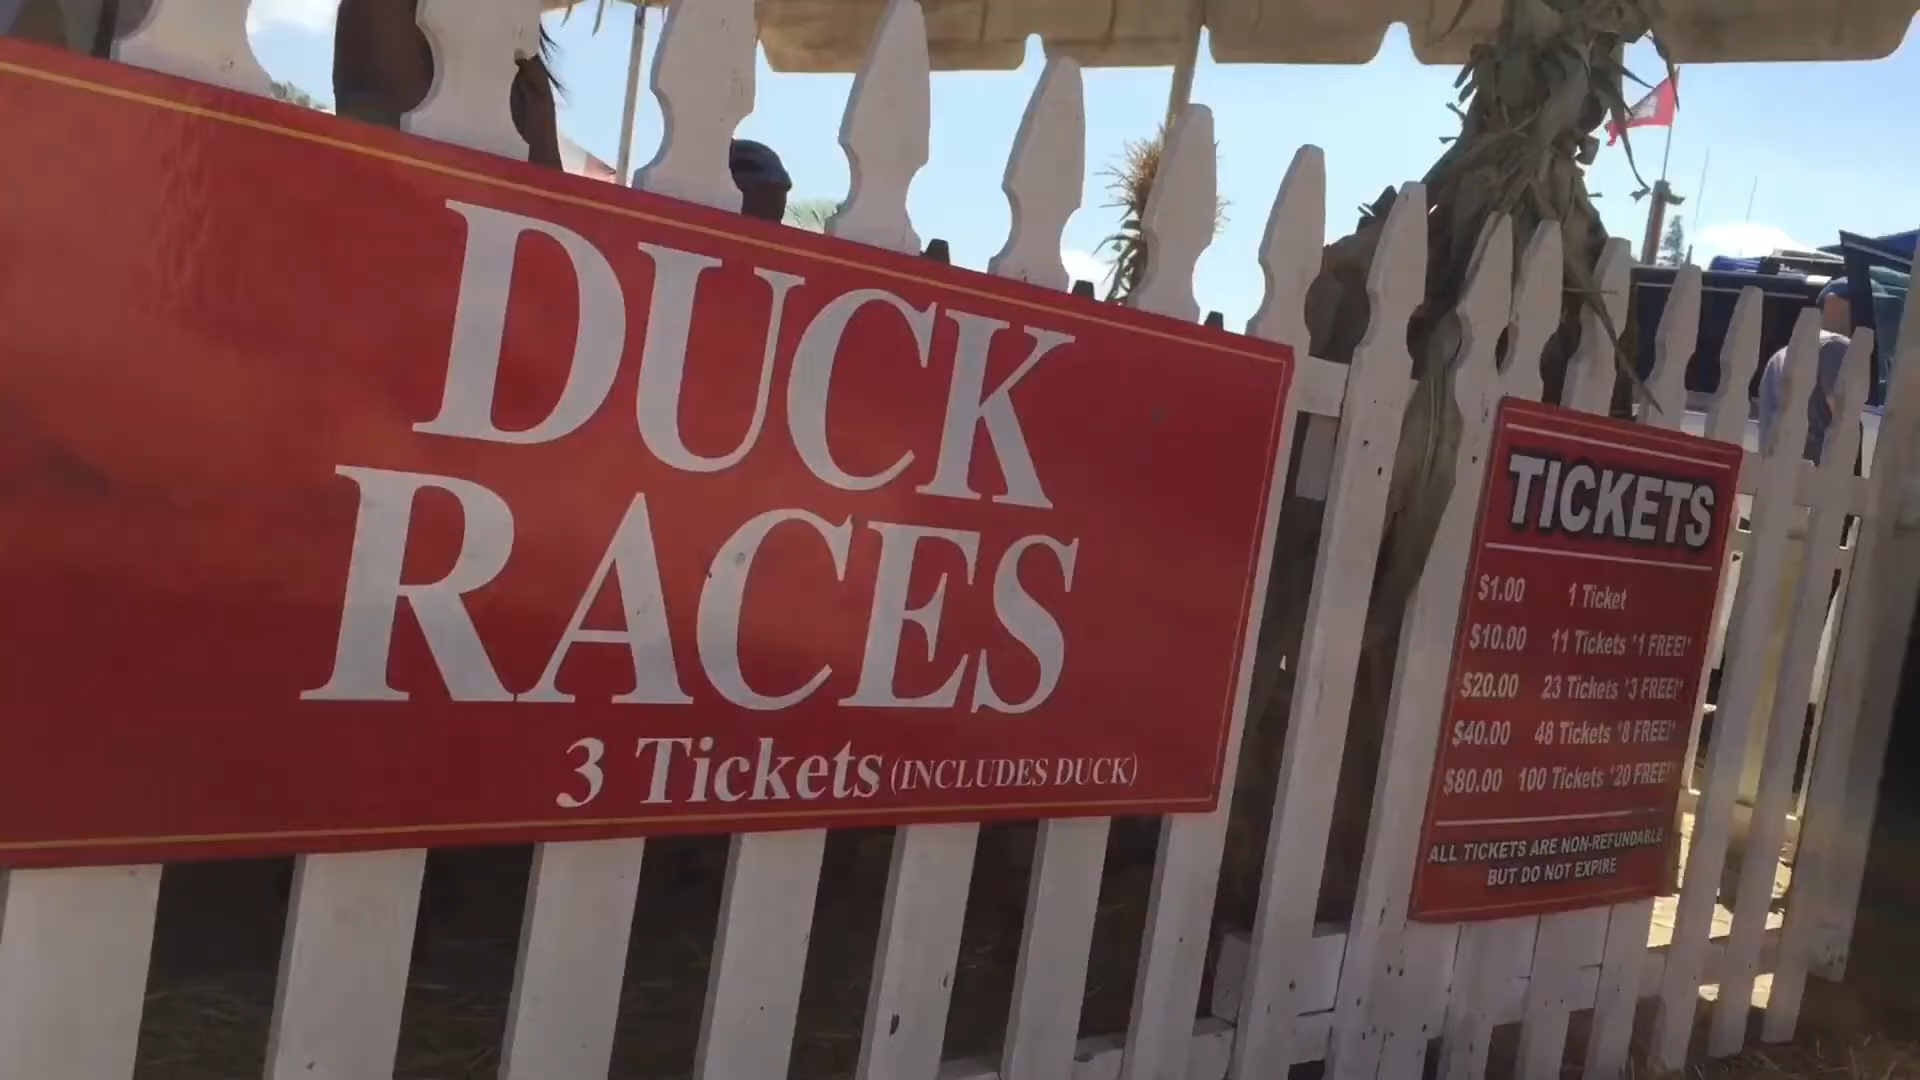 DUCK
RACES
3 Tickets (INCLUDES DUCK)
TICKETS
$1.00 1 Ticket
$10.00 11 Tickets *1 FREE!*
$20.00 23 Tickets *3 FREE!*
$40.00 48 Tickets *8 FREE!*
$80.00 100 Tickets *20 FREE!*
ALL TICKETS ARE NON-REFUNDABLE
BUT DO NOT EXPIRE